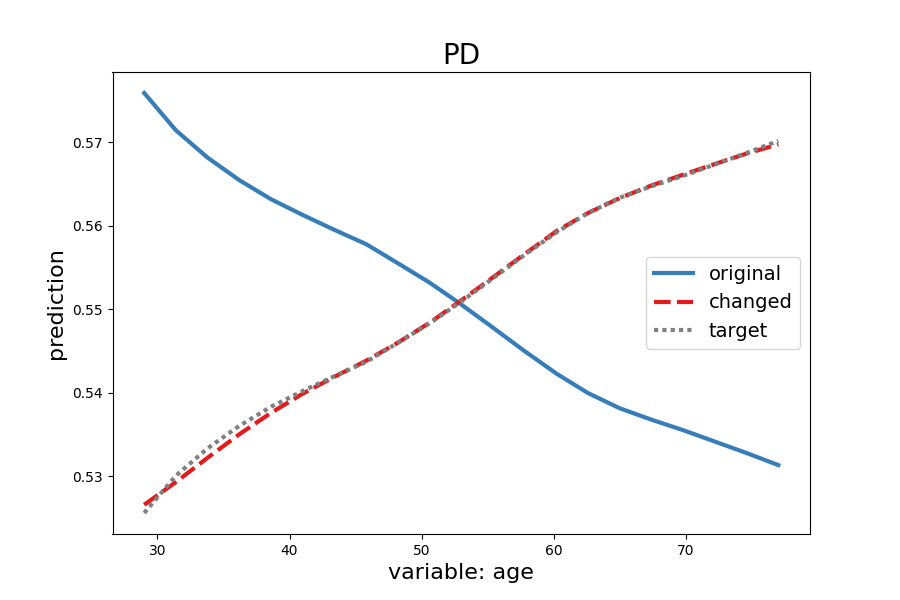 PD
prediction
0.57
0.56
0.55
0.54
0.53
original
changed
target
30 40 50 60 70
variable: age